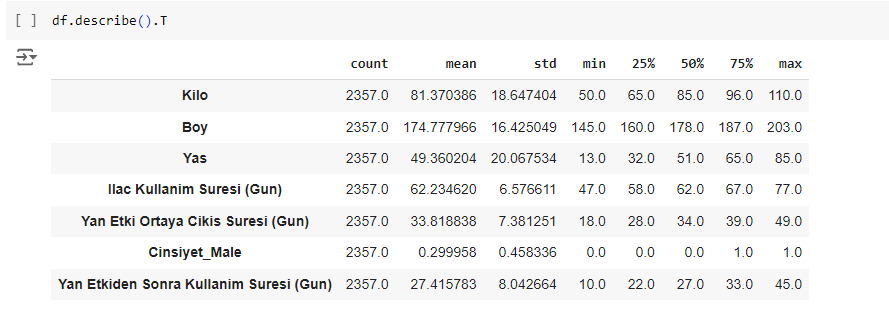 [ ] df.describe().T
count mean std min 25% 50% 75% max
Kilo 2357.0 81.370386 18.647404 50.0 65.0 85.0 96.0 110.0
Boy 2357.0 174.777966 16.425049 145.0 160.0 178.0 187.0 203.0
Yas 2357.0 49.360204 20.067534 13.0 32.0 51.0 65.0 85.0
Ilac Kullanim Suresi (Gun) 2357.0 62.234620 6.576611 47.0 58.0 62.0 67.0 77.0
Yan Etki Ortaya Cikis Suresi (Gun) 2357.0 33.818838 7.381251 18.0 28.0 34.0 39.0 49.0
Cinsiyet_Male 2357.0 0.299958 0.458336 0.0 0.0 0.0 1.0 1.0
Yan Etkiden Sonra Kullanim Suresi (Gun) 2357.0 27.415783 8.042664 10.0 22.0 27.0 33.0 45.0